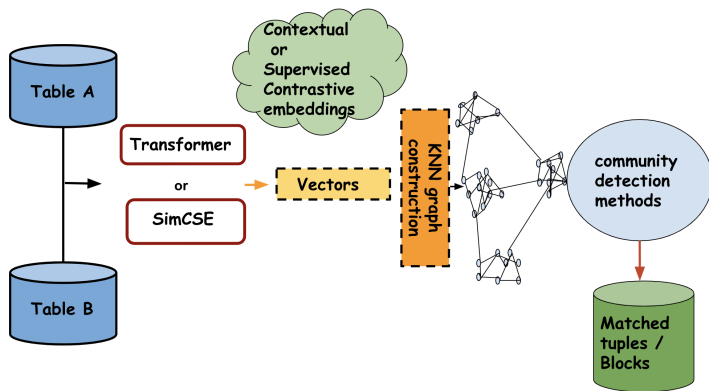 Table A
Table B
Transformer
or
SimCSE
Contextual
or
Supervised
Contrastive
embeddings
Vectors
KNN graph
construction
community
detection
methods
Matched
tuples /
Blocks